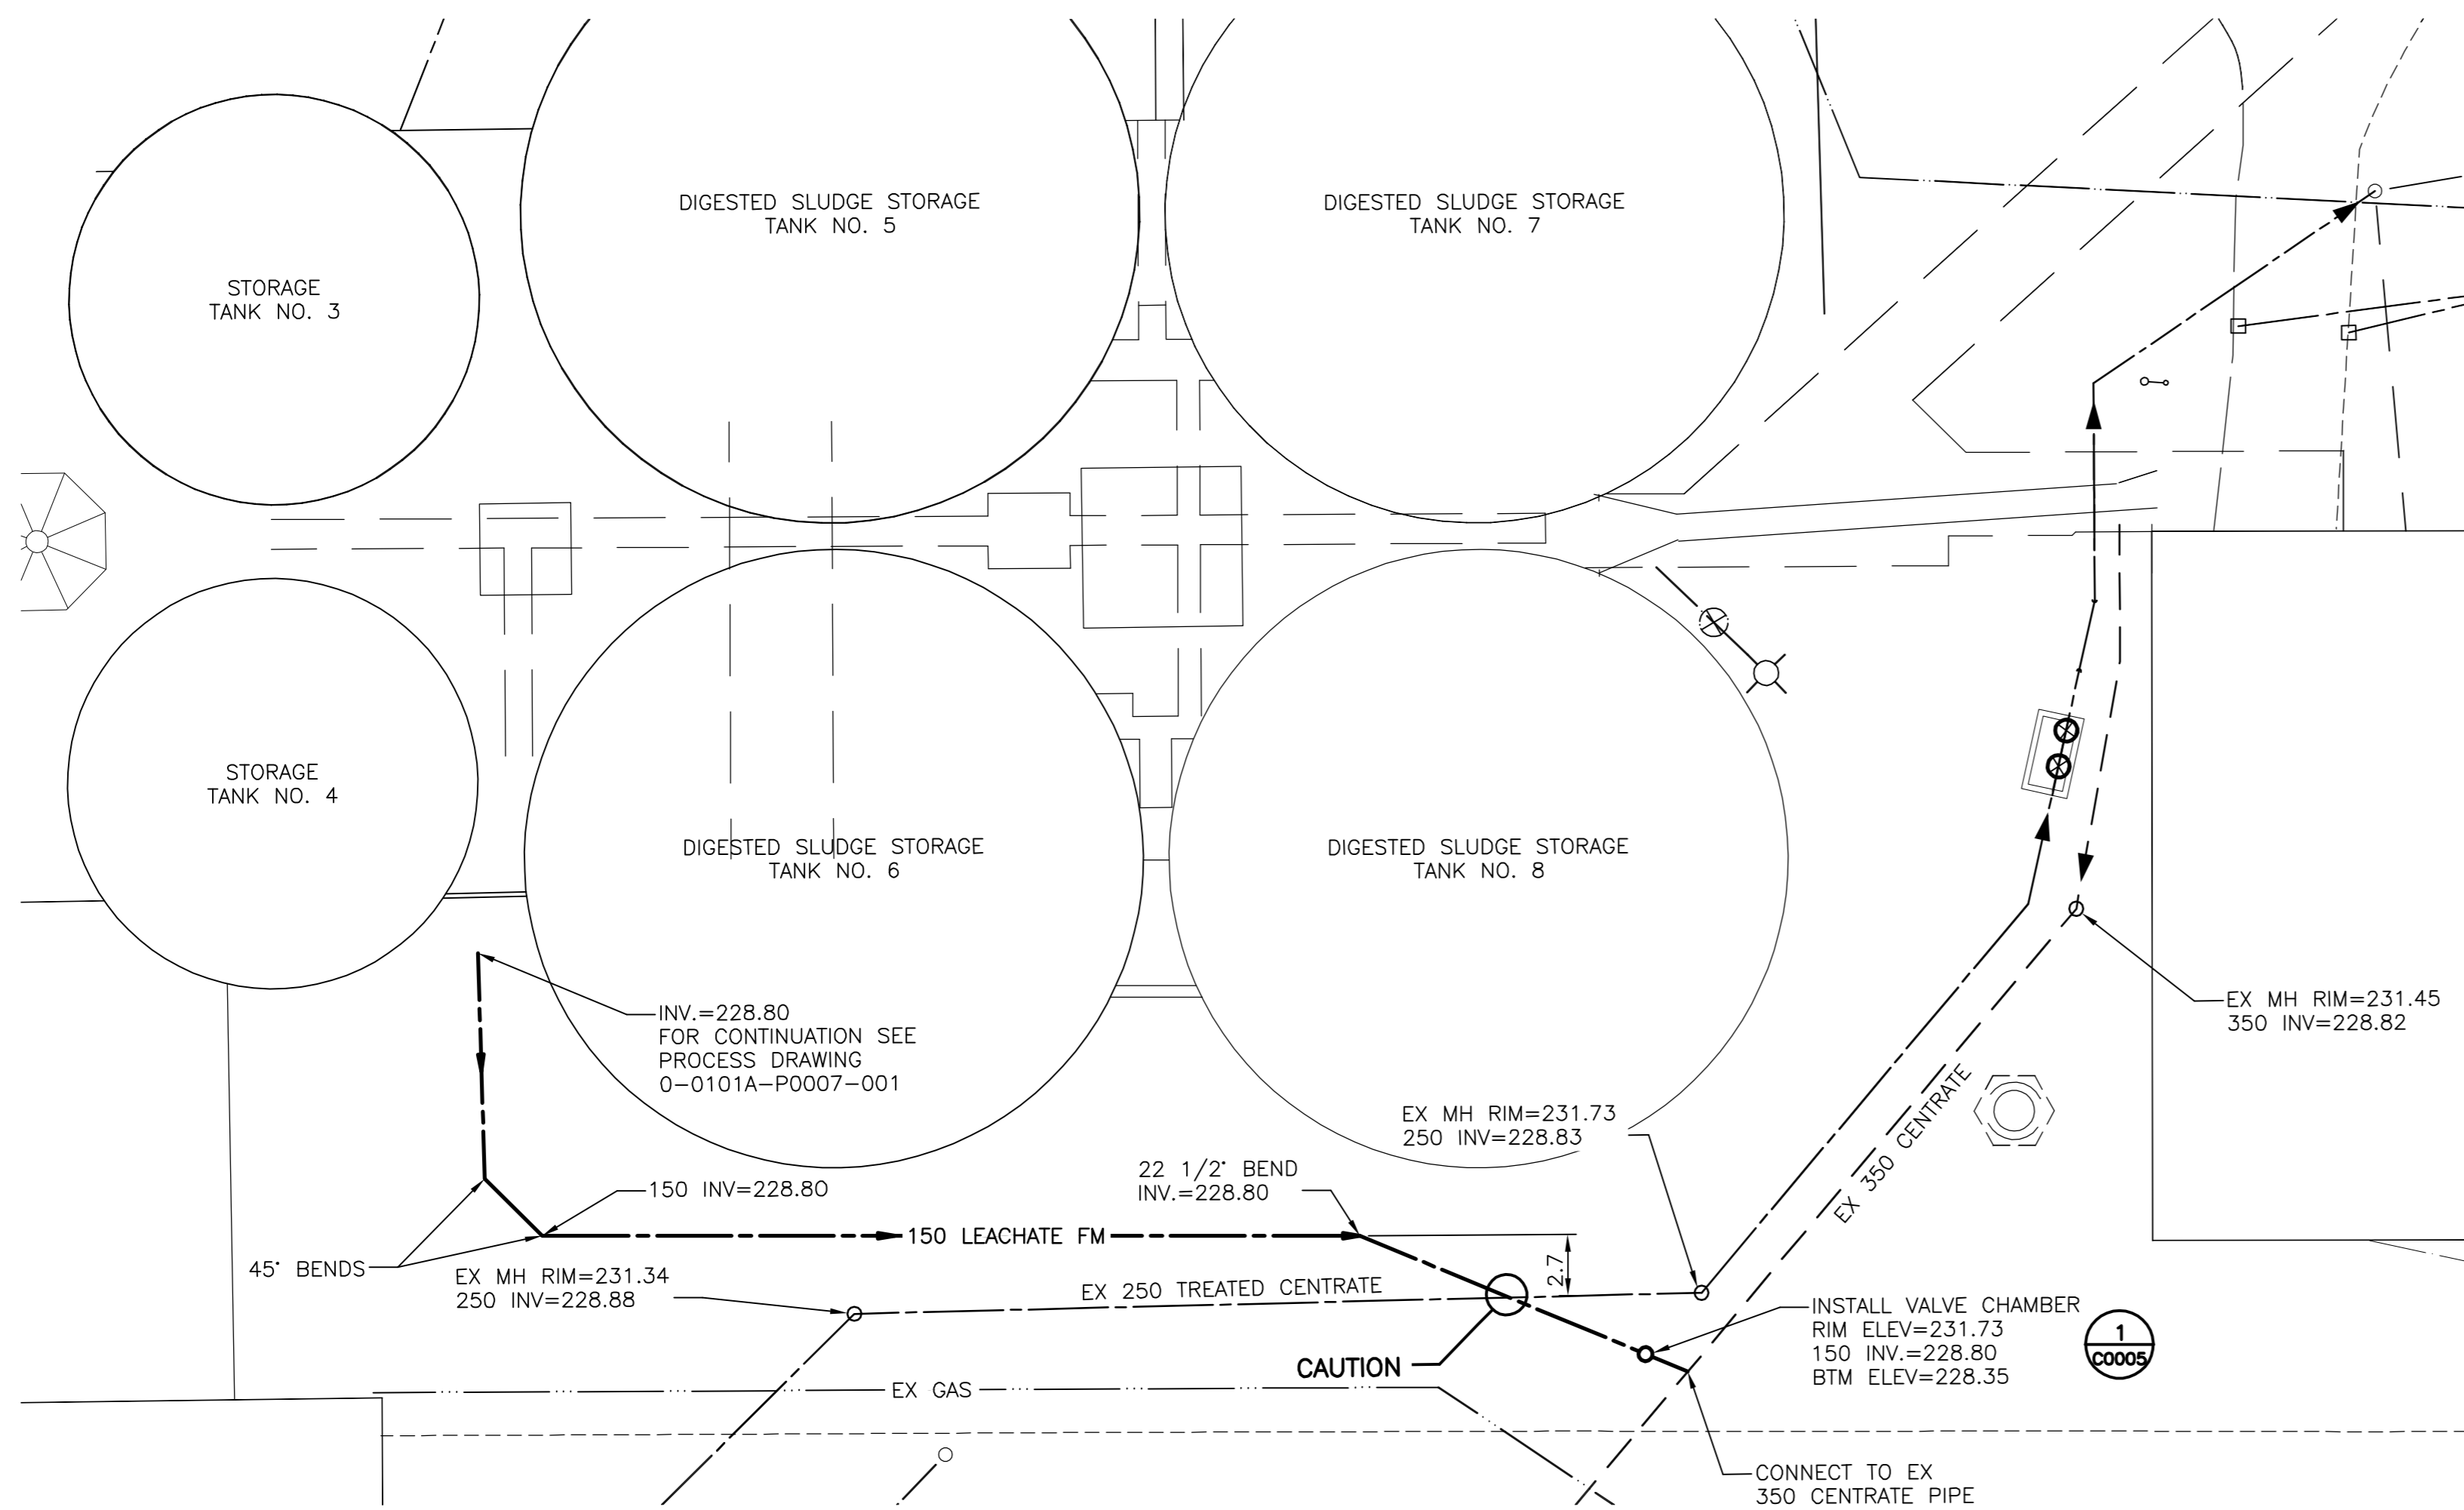 DIGESTED SLUDGE STORAGE
TANK NO. 5
DIGESTED SLUDGE STORAGE
TANK NO. 7
STORAGE
TANK NO. 3
STORAGE
TANK NO. 4
DIGESTED SLUDGE STORAGE
TANK NO. 6
DIGESTED SLUDGE STORAGE
TANK NO. 8
INV.=228.80
FOR CONTINUATION SEE
PROCESS DRAWING
0-0101A-P0007-001
EX MH RIM=231.45
350 INV=228.82
EX 350 CENTRATE
EX MH RIM=231.73
250 INV=228.83
22 1/2° BEND
INV.=228.80
150 INV=228.80
150 LEACHATE FM
45° BENDS
EX MH RIM=231.34
250 INV=228.88
EX 250 TREATED CENTRATE
2.7
INSTALL VALVE CHAMBER
RIM ELEV=231.73
150 INV.=228.80
BTM ELEV=228.35
1
C0005
CAUTION
EX GAS
CONNECT TO EX
350 CENTRATE PIPE